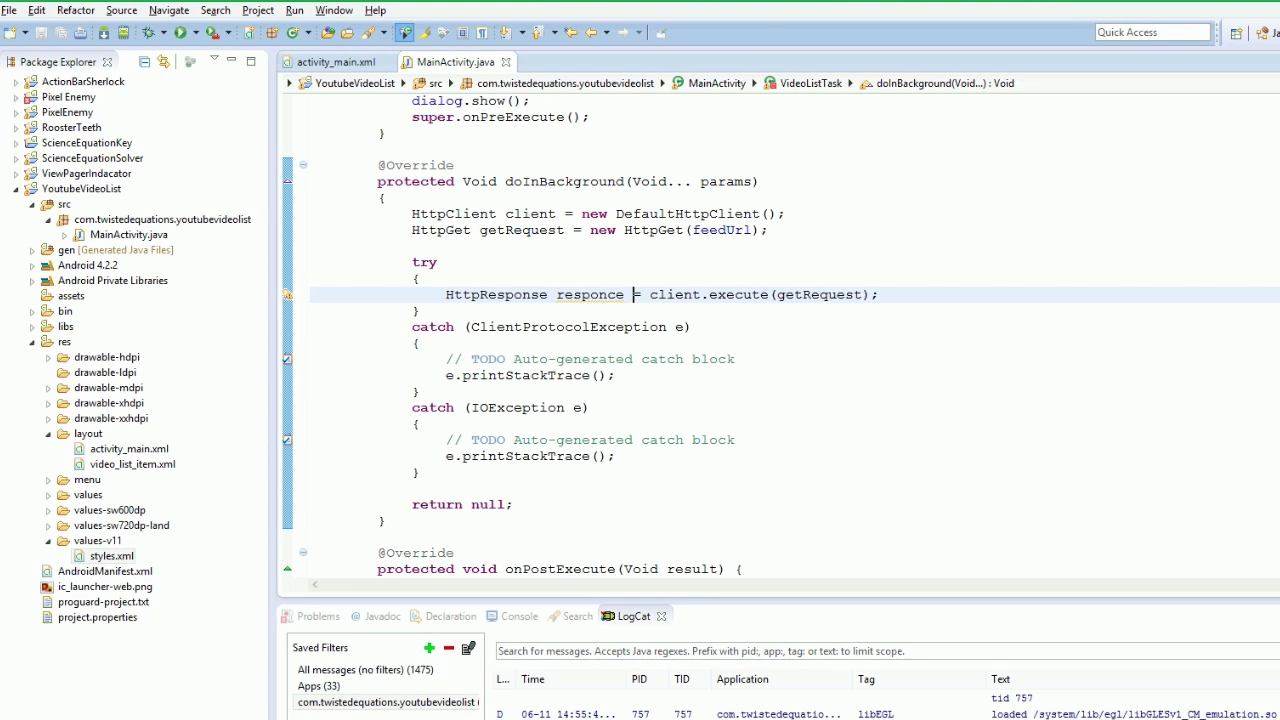 File Edit Refactor Source Navigate Search Project Run Window Help
Quick Access
Ja
Package Explorer
ActionBarSherlock
Pixel Enemy
PixelEnemy
RoosterTeeth
ScienceEquationKey
ScienceEquationSolver
ViewPagerIndacator
YoutubeVideoList
src
com.twistedequations.youtubevideolist
MainActivity.java
gen [Generated Java Files]
Android 4.2.2
Android Private Libraries
assets
bin
libs
res
drawable-hdpi
drawable-ldpi
drawable-mdpi
drawable-xhdpi
drawable-xxhdpi
layout
activity_main.xml
video_list_item.xml
menu
values
values-sw600dp
values-sw720dp-land
values-v11
styles.xml
AndroidManifest.xml
ic_launcher-web.png
proguard-project.txt
project.properties
activity_main.xml MainActivity.java
YoutubeVideoList src com.twistedequations.youtubevideolist MainActivity VideoListTask doInBackground(Void...) : Void
dialog.show();
super.onPreExecute();
}
@Override
protected Void doInBackground(Void... params)
{
HttpClient client = new DefaultHttpClient();
HttpGet getRequest = new HttpGet(feedUrl);
try
{
HttpResponse responce = client.execute(getRequest);
}
catch (ClientProtocolException e)
{
// TODO Auto-generated catch block
e.printStackTrace();
}
catch (IOException e)
{
// TODO Auto-generated catch block
e.printStackTrace();
}
return null;
}
@Override
protected void onPostExecute(Void result) {
Problems @ Javadoc Declaration Console Search LogCat
Saved Filters
All messages (no filters) (1475)
Apps (33)
com.twistedequations.youtubevideolist (
Search for messages. Accepts Java regexes. Prefix with pid:, app:, tag: or text: to limit scope.
L... Time PID TID Application Tag Text
tid 757
D 06-11 14:55:4... 757 757 com.twistedequatio... libEGL loaded /system/lib/egl/libGLESv1_CM_emulation.so